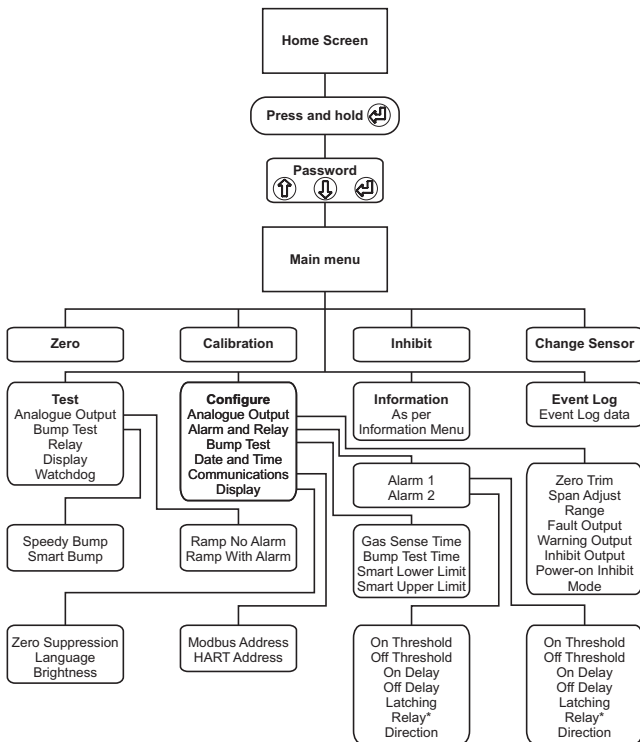 Home Screen
Press and hold
Password
Main menu
Zero
Calibration
Inhibit
Change Sensor
Test
Analogue Output
Bump Test
Relay
Display
Watchdog
Configure
Analogue Output
Alarm and Relay
Bump Test
Date and Time
Communications
Display
Information
As per
Information Menu
Event Log
Event Log data
Speedy Bump
Smart Bump
Ramp No Alarm
Ramp With Alarm
Alarm 1
Alarm 2
Gas Sense Time
Bump Test Time
Smart Lower Limit
Smart Upper Limit
Zero Trim
Span Adjust
Range
Fault Output
Warning Output
Inhibit Output
Power-on Inhibit
Mode
Zero Suppression
Language
Brightness
Modbus Address
HART Address
On Threshold
Off Threshold
On Delay
Off Delay
Latching
Relay*
Direction
On Threshold
Off Threshold
On Delay
Off Delay
Latching
Relay*
Direction